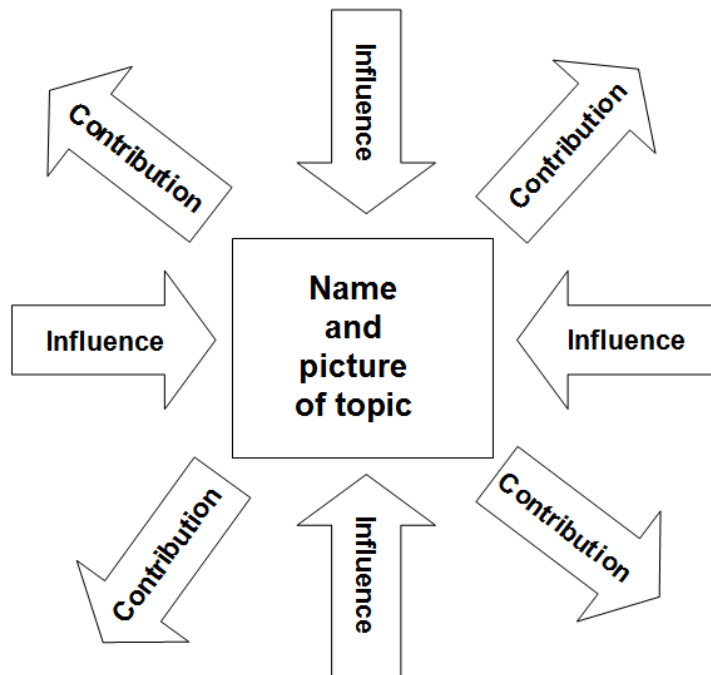 Influence
Contribution
Contribution
Name
and
picture
of topic
Influence
Influence
Contribution
Influence
Contribution